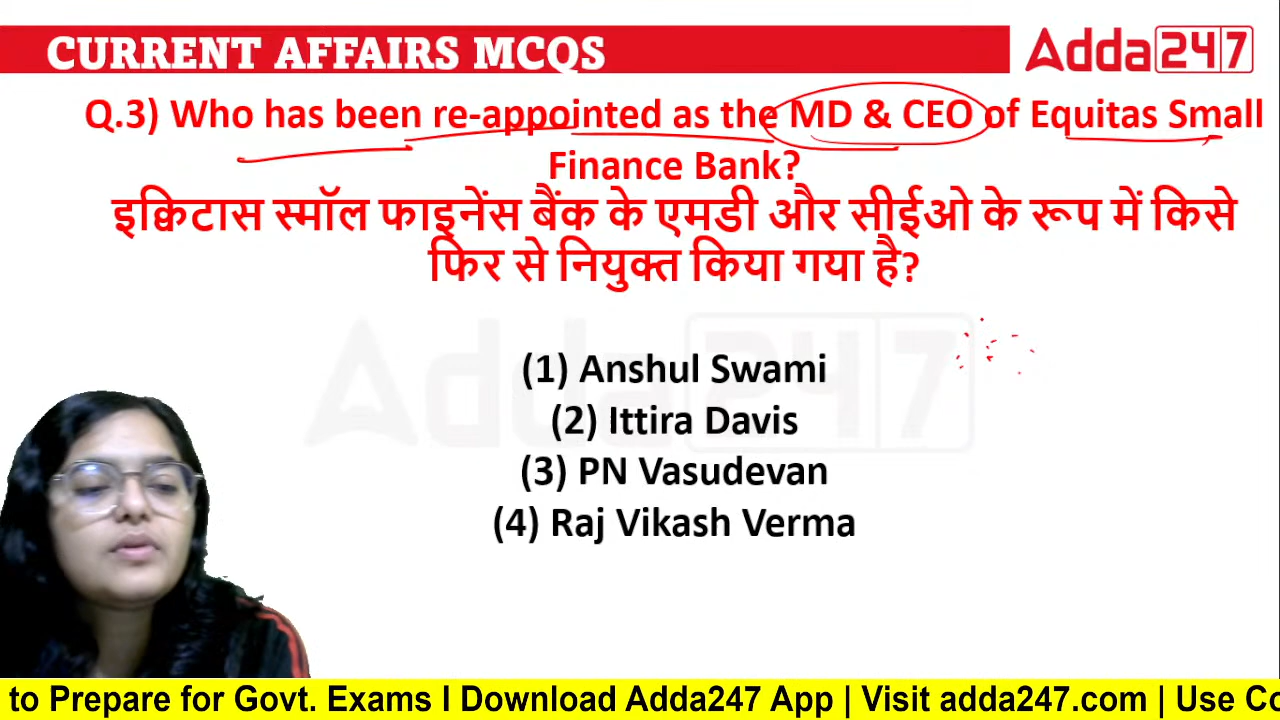 CURRENT AFFAIRS MCQS
Adda247
Q.3) Who has been re-appointed as the MD & CEO of Equitas Small
Finance Bank?
इक्विटास स्मॉल फाइनेंस बैंक के एमडी और सीईओ के रूप में किसे
फिर से नियुक्त किया गया है?
Adda247
(1) Anshul Swami
(2) Ittira Davis
(3) PN Vasudevan
(4) Raj Vikash Verma
to Prepare for Govt. Exams I Download Adda247 App | Visit adda247.com | Use Co